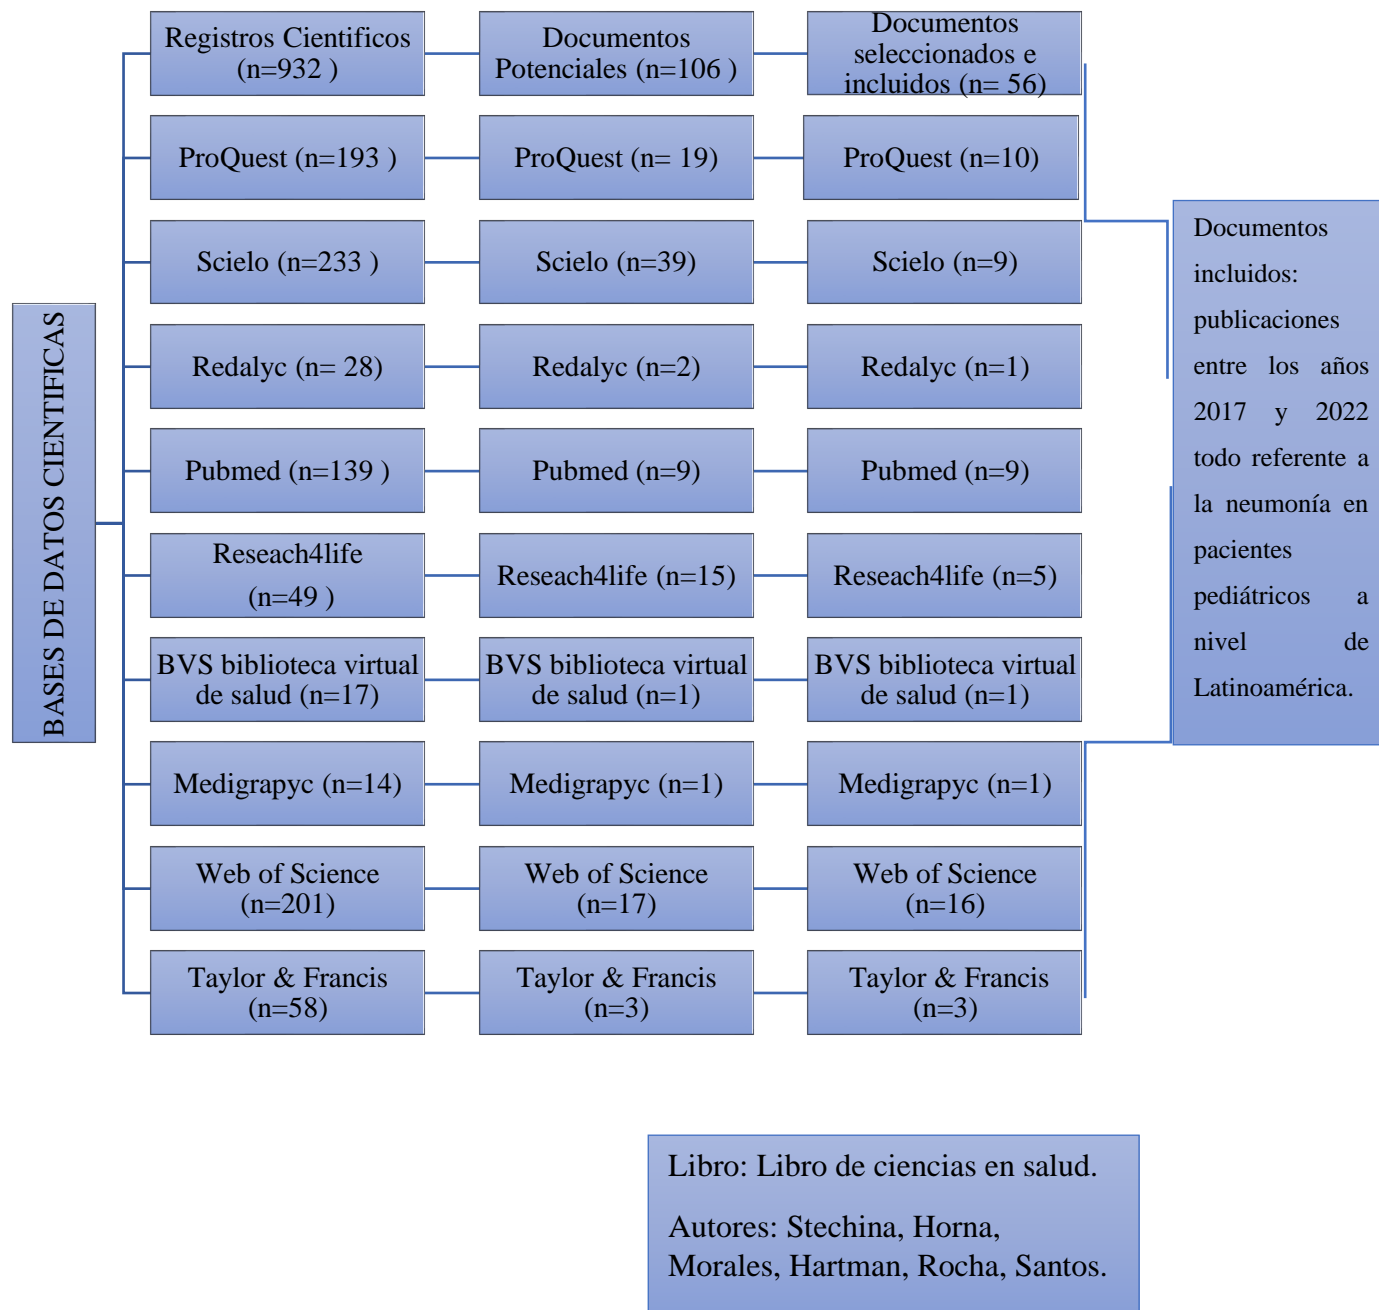 BASES DE DATOS CIENTIFICAS
Registros Cientificos
(n=932 )
Documentos
Potenciales (n=106 )
Documentos
seleccionados e
incluidos (n= 56)
ProQuest (n=193 )
ProQuest (n= 19)
ProQuest (n=10)
Scielo (n=233 )
Scielo (n=39)
Scielo (n=9)
Redalyc (n= 28)
Redalyc (n=2)
Redalyc (n=1)
Pubmed (n=139 )
Pubmed (n=9)
Pubmed (n=9)
Reseach4life
(n=49 )
Reseach4life (n=15)
Reseach4life (n=5)
BVS biblioteca virtual
de salud (n=17)
BVS biblioteca virtual
de salud (n=1)
BVS biblioteca virtual
de salud (n=1)
Medigrapyc (n=14)
Medigrapyc (n=1)
Medigrapyc (n=1)
Web of Science
(n=201)
Web of Science
(n=17)
Web of Science
(n=16)
Taylor & Francis
(n=58)
Taylor & Francis
(n=3)
Taylor & Francis
(n=3)
Documentos
incluidos:
publicaciones
entre los años
2017 y 2022
todo referente a
la neumonía en
pacientes
pediátricos a
nivel de
Latinoamérica.
Libro: Libro de ciencias en salud.
Autores: Stechina, Horna,
Morales, Hartman, Rocha, Santos.